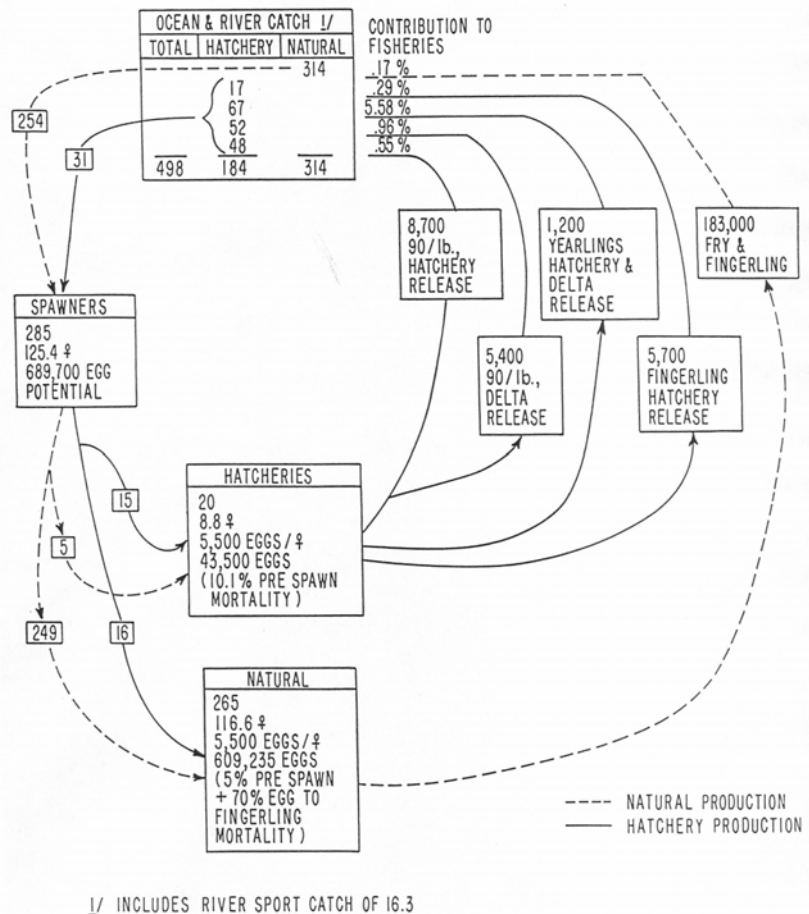 OCEAN & RIVER CATCH 1/
TOTAL HATCHERY NATURAL
314
17
67
52
48
498 184 314
CONTRIBUTION TO
FISHERIES
.17%
.29%
5.58%
.96%
.55%
254
31
8,700
90/lb.,
HATCHERY
RELEASE
1,200
YEARLINGS
HATCHERY &
DELTA
RELEASE
183,000
FRY &
FINGERLING
5,400
90/lb.,
DELTA
RELEASE
5,700
FINGERLING
HATCHERY
RELEASE
SPAWNERS
285
125.4 ♀
689,700 EGG
POTENTIAL
15
5
249
16
HATCHERIES
20
8.8 ♀
5,500 EGGS/♀
43,500 EGGS
(10.1% PRE SPAWN
MORTALITY)
NATURAL
265
116.6 ♀
5,500 EGGS/♀
609,235 EGGS
(5% PRE SPAWN
+ 70% EGG TO
FINGERLING
MORTALITY)
NATURAL PRODUCTION
HATCHERY PRODUCTION
1/ INCLUDES RIVER SPORT CATCH OF 16.3